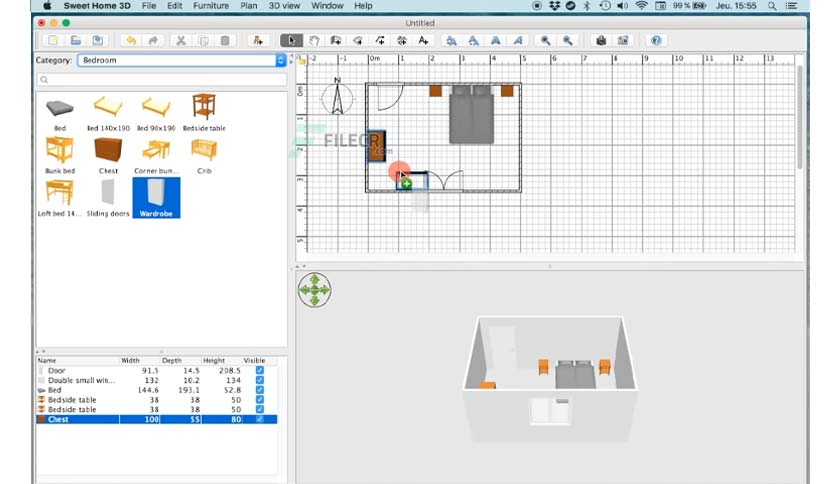 Sweet Home 3D File Edit Furniture Plan 3D view Window Help 99% Jeu. 15:55
Untitled
Category: Bedroom
-2 -1 0m 1 2 3 4 5 6 7 8 9 10 11 12 13
Bed Bed 140x190 Bed 90x190 Bedside table
Bunk bed Chest Corner bun... Crib
Loft bed 14... Sliding doors Wardrobe
N
0m
1
2
3
4
5
FILECR
.com
Name Width Depth Height Visible
Door 91.5 14.5 208.5
Double small win... 132 10.2 134
Bed 144.6 193.1 52.8
Bedside table 38 38 50
Bedside table 38 38 50
Chest 100 55 80